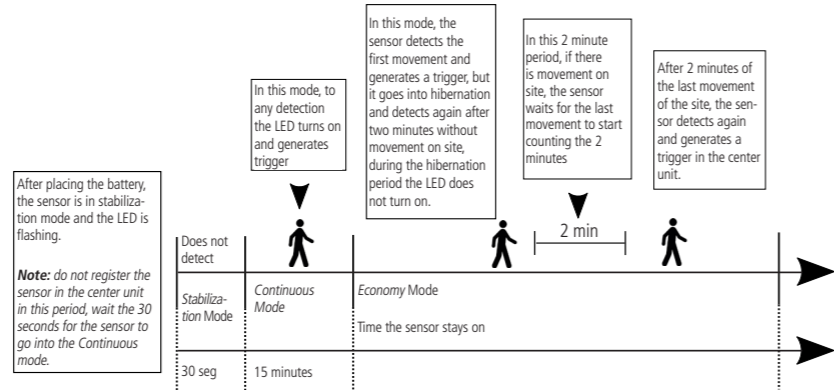 After placing the battery,
the sensor is in stabiliza-
tion mode and the LED is
flashing.
Note: do not register the
sensor in the center unit
in this period, wait the 30
seconds for the sensor to
go into the Continuous
mode.
In this mode, to
any detection
the LED turns on
and generates
trigger
In this mode, the
sensor detects the
first movement and
generates a trigger, but
it goes into hibernation
and detects again after
two minutes without
movement on site,
during the hibernation
period the LED does
not turn on.
In this 2 minute
period, if there
is movement on
site, the sensor
waits for the last
movement to start
counting the 2
minutes
After 2 minutes of
the last movement
of the site, the sen-
sor detects again
and generates a
trigger in the center
unit.
Does not
detect
2 min
Stabiliza-
tion Mode
Continuous
Mode
Economy Mode
Time the sensor stays on
30 seg
15 minutes